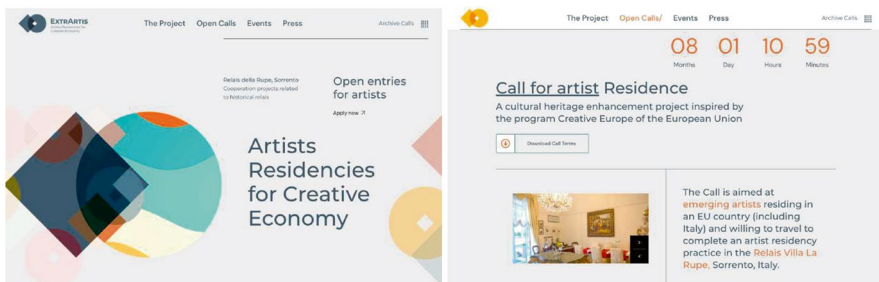 EXTRARTIS
Artists Residencies for
Creative Economy
The Project Open Calls Events Press
Archive Calls
Relais della Rupe, Sorrento
Cooperation projects related
to historical relais
Open entries
for artists
Apply now
Artists
Residencies
for Creative
Economy
The Project Open Calls/ Events Press
Archive Calls
08 01 10 59
Months Day Hours Minutes
Call for artist Residence
A cultural heritage enhancement project inspired by
the program Creative Europe of the European Union
Download Call Terms
The Call is aimed at
emerging artists residing in
an EU country (including
Italy) and willing to travel to
complete an artist residency
practice in the Relais Villa La
Rupe, Sorrento, Italy.